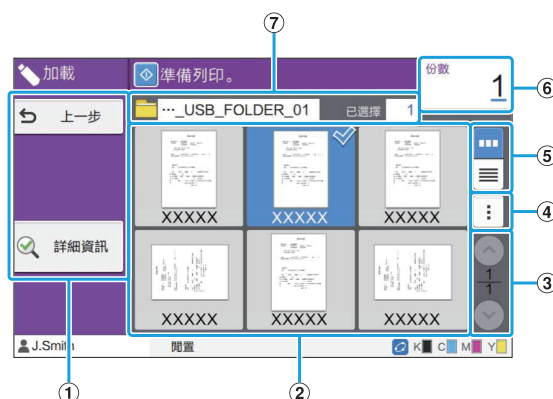 ⑦
加載
準備列印。
份數
1
⑥
上一步
…_USB_FOLDER_01
已選擇 1
⑤
XXXXX XXXXX XXXXX
④
詳細資訊
1
1
③
XXXXX XXXXX XXXXX
J.Smith
閒置
K C M Y
① ②